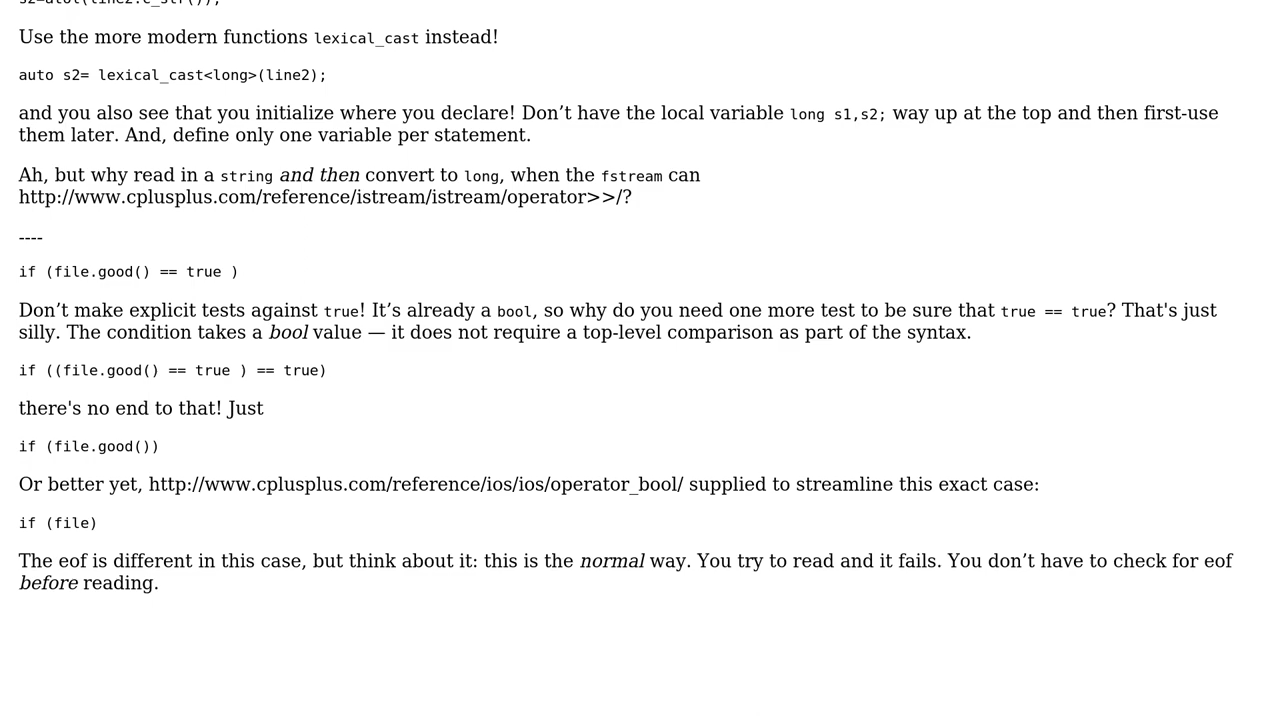 s2=atol(line2.c_str());
Use the more modern functions lexical_cast instead!
auto s2= lexical_cast<long>(line2);
and you also see that you initialize where you declare! Don’t have the local variable long s1,s2; way up at the top and then first-use
them later. And, define only one variable per statement.
Ah, but why read in a string and then convert to long, when the fstream can
http://www.cplusplus.com/reference/istream/istream/operator>>/?
----
if (file.good() == true )
Don’t make explicit tests against true! It’s already a bool, so why do you need one more test to be sure that true == true? That's just
silly. The condition takes a bool value — it does not require a top-level comparison as part of the syntax.
if ((file.good() == true ) == true)
there's no end to that! Just
if (file.good())
Or better yet, http://www.cplusplus.com/reference/ios/ios/operator_bool/ supplied to streamline this exact case:
if (file)
The eof is different in this case, but think about it: this is the normal way. You try to read and it fails. You don’t have to check for eof
before reading.